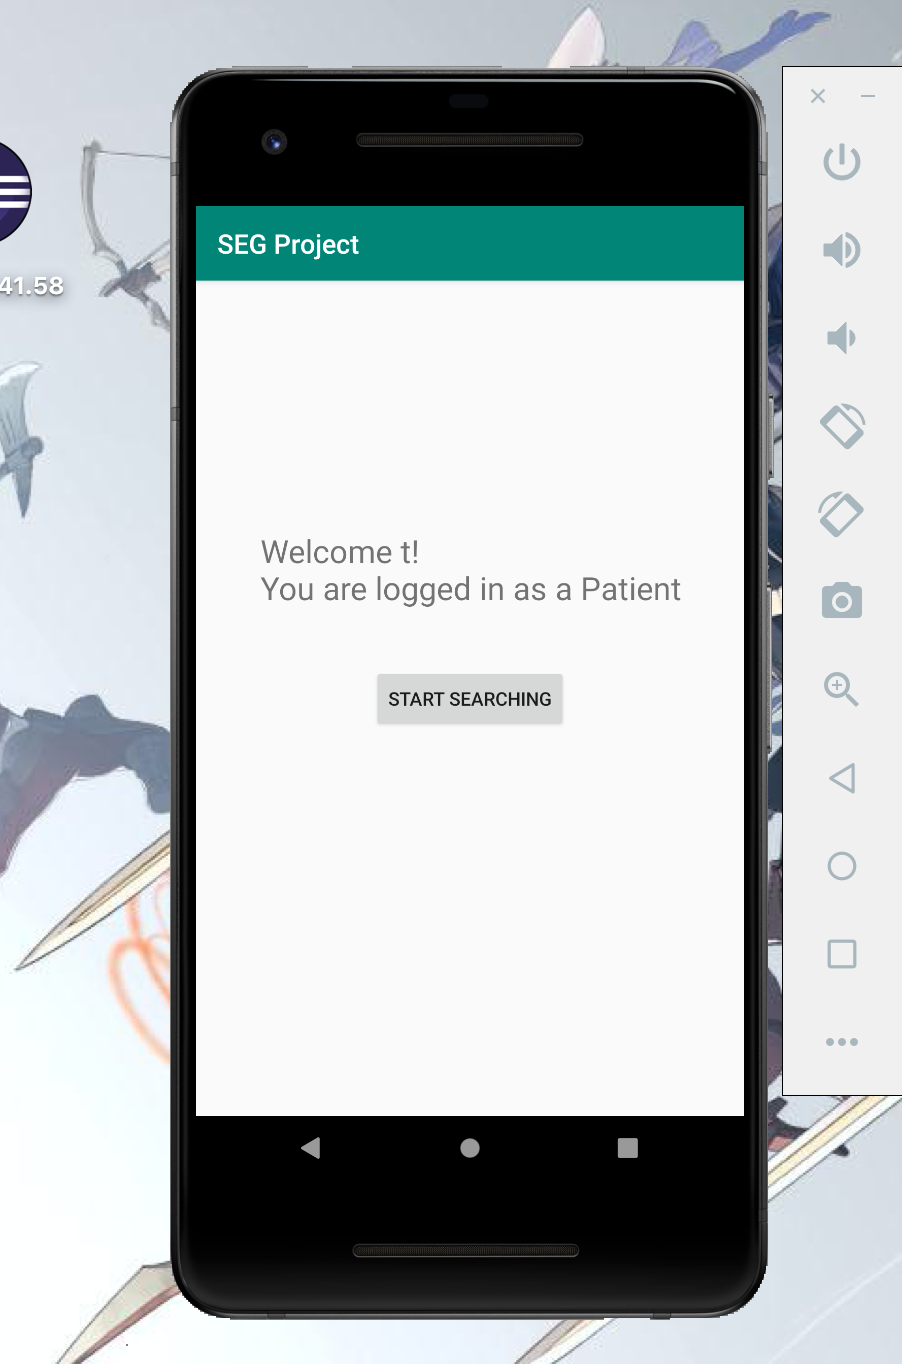 SEG Project
41.58
Welcome t!
You are logged in as a Patient
START SEARCHING